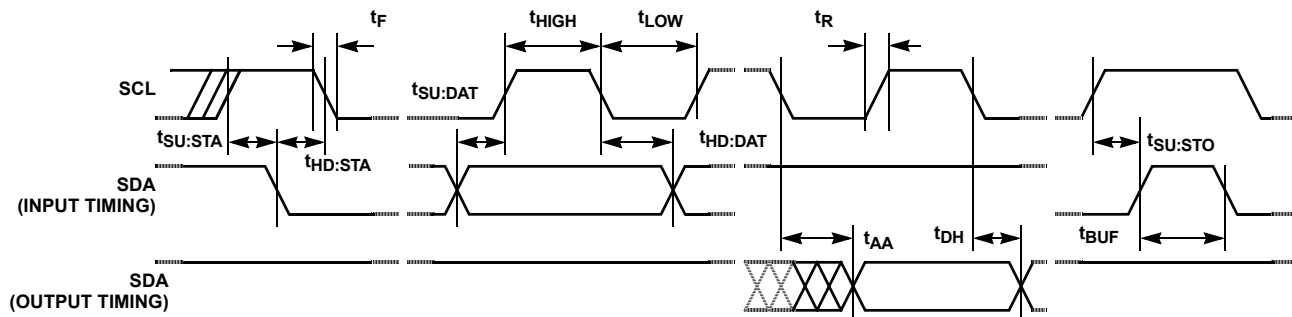 tF
tHIGH
tLOW
tR
SCL
tSU:DAT
tSU:STA
tHD:STA
tHD:DAT
tSU:STO
SDA
(INPUT TIMING)
tAA
tDH
tBUF
SDA
(OUTPUT TIMING)